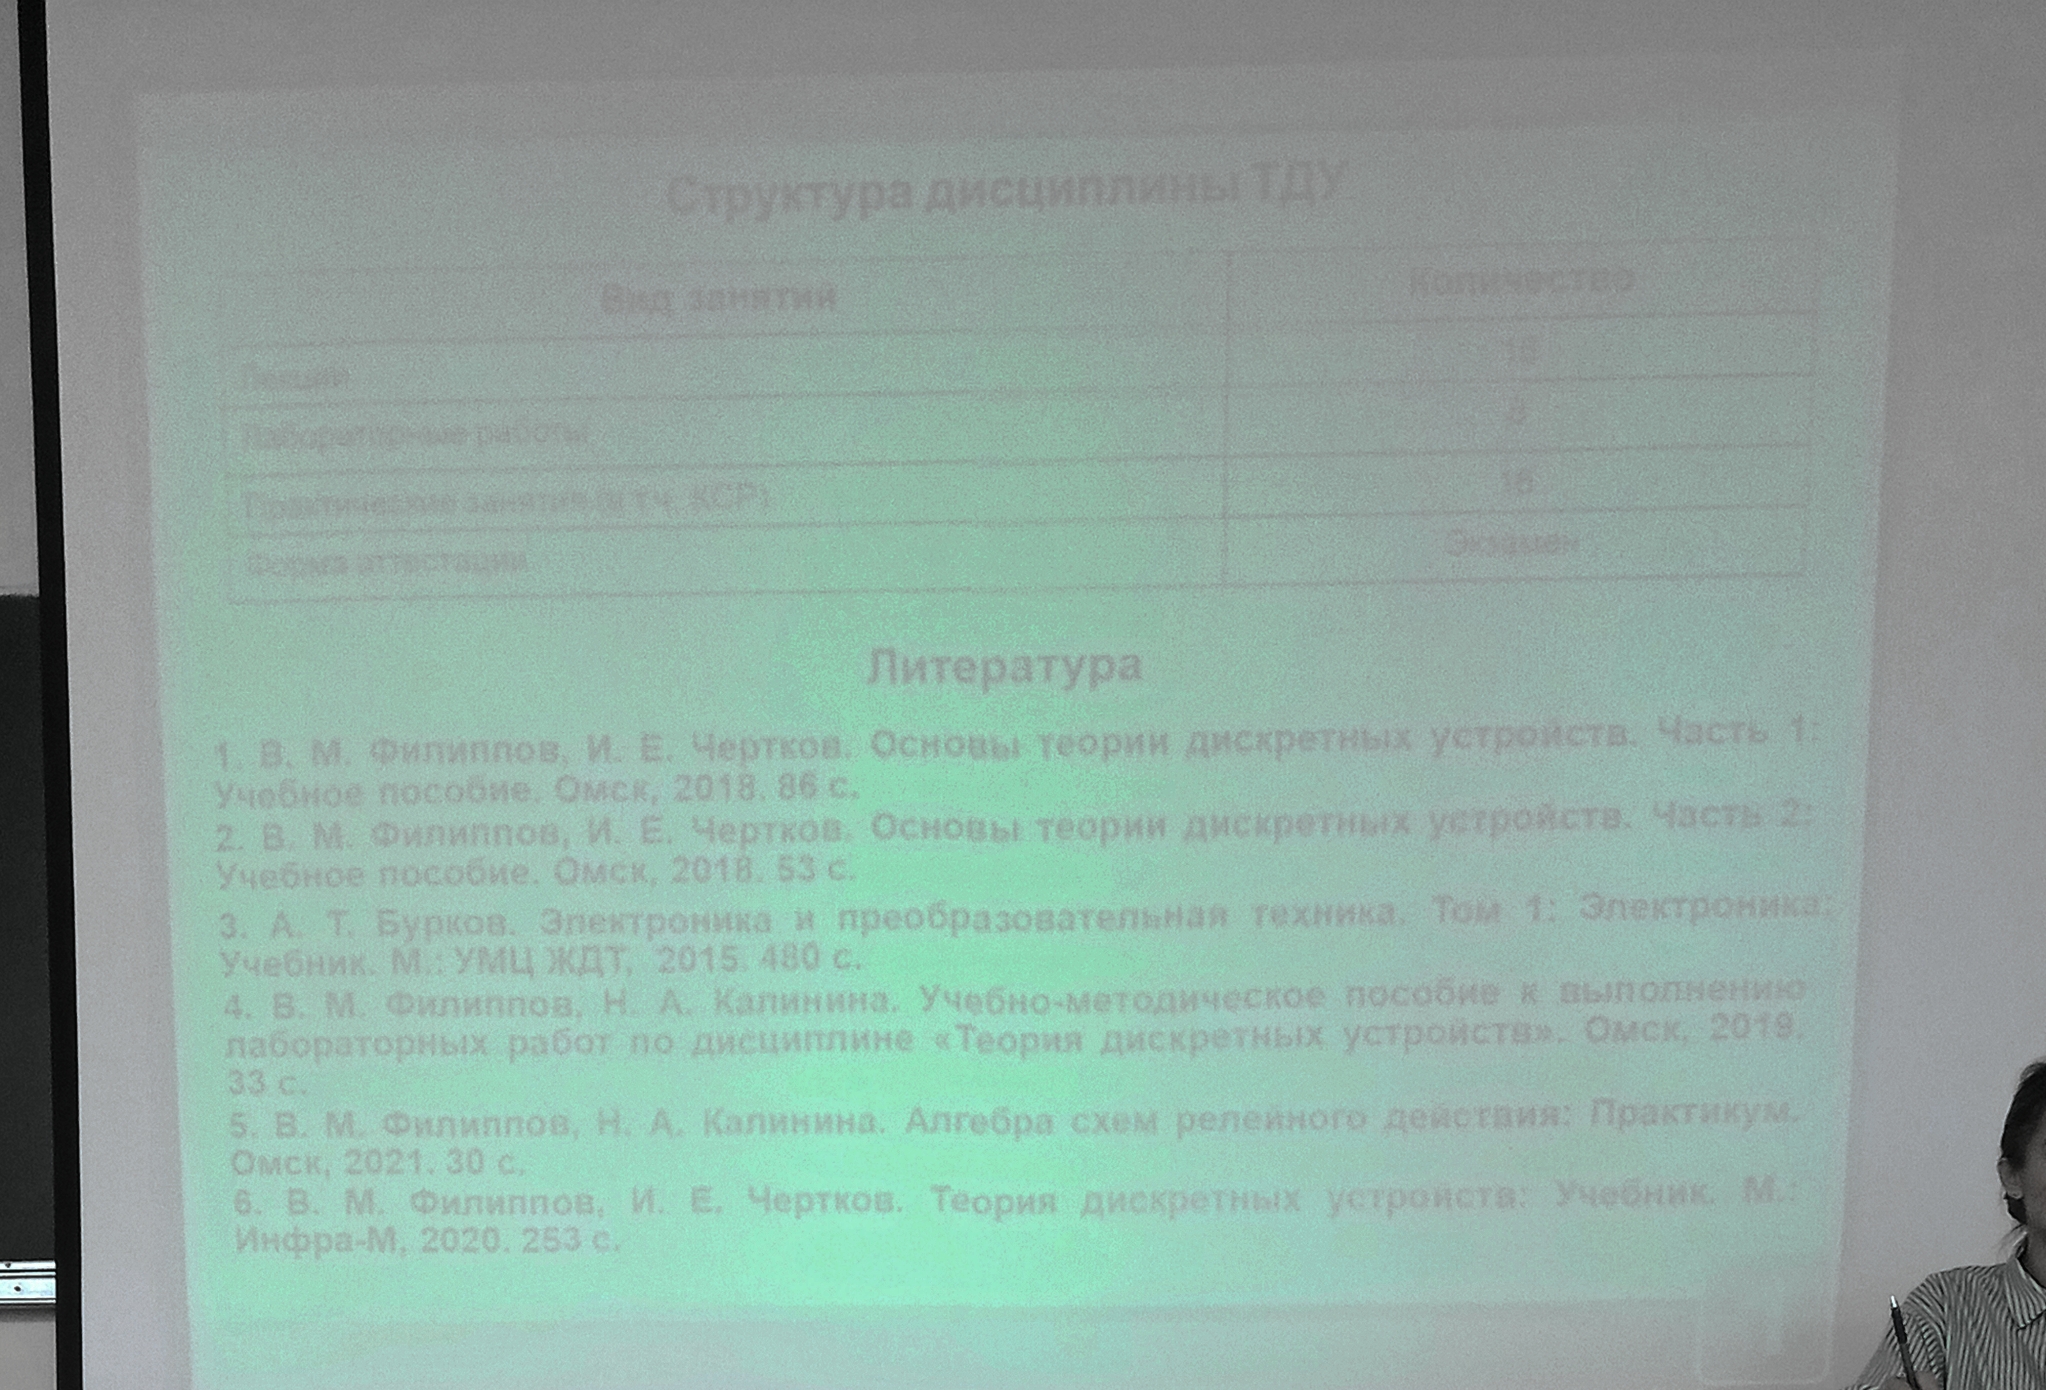 Структура дисциплины ТДУ
Вид занятий Количество
Лекции 16
Лабораторные работы 8
Практические занятия (в т.ч. КСР) 16
Форма аттестации Экзамен
Литература
1. В. М. Филиппов, И. Е. Чертков. Основы теории дискретных устройств. Часть 1:
Учебное пособие. Омск, 2018. 86 с.
2. В. М. Филиппов, И. Е. Чертков. Основы теории дискретных устройств. Часть 2:
Учебное пособие. Омск, 2018. 53 с.
3. А. Т. Бурков. Электроника и преобразовательная техника. Том 1: Электроника:
Учебник. М.: УМЦ ЖДТ, 2015. 480 с.
4. В. М. Филиппов, Н. А. Калинина. Учебно-методическое пособие к выполнению
лабораторных работ по дисциплине «Теория дискретных устройств». Омск, 2019.
33 с.
5. В. М. Филиппов, Н. А. Калинина. Алгебра схем релейного действия: Практикум.
Омск, 2021. 30 с.
6. В. М. Филиппов, И. Е. Чертков. Теория дискретных устройств: Учебник. М.:
Инфра-М, 2020. 253 с.